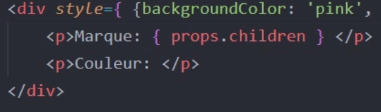 <div style={ {backgroundColor: 'pink',
<p>Marque: { props.children } </p>
<p>Couleur: </p>
</div>